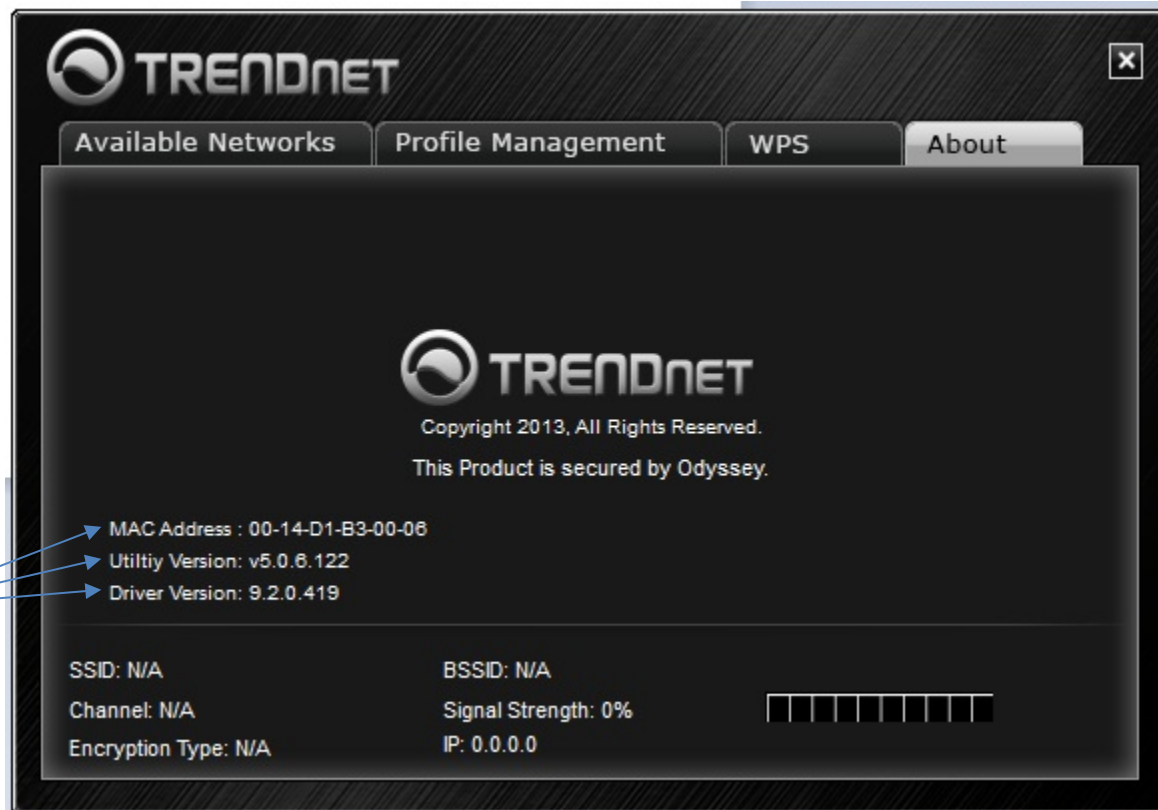 TRENDNET
Available Networks Profile Management WPS About
TRENDNET
Copyright 2013, All Rights Reserved.
This Product is secured by Odyssey.
MAC Address : 00-14-D1-B3-00-06
Utiltiy Version: v5.0.6.122
Driver Version: 9.2.0.419
SSID: N/A BSSID: N/A
Channel: N/A Signal Strength: 0%
Encryption Type: N/A IP: 0.0.0.0